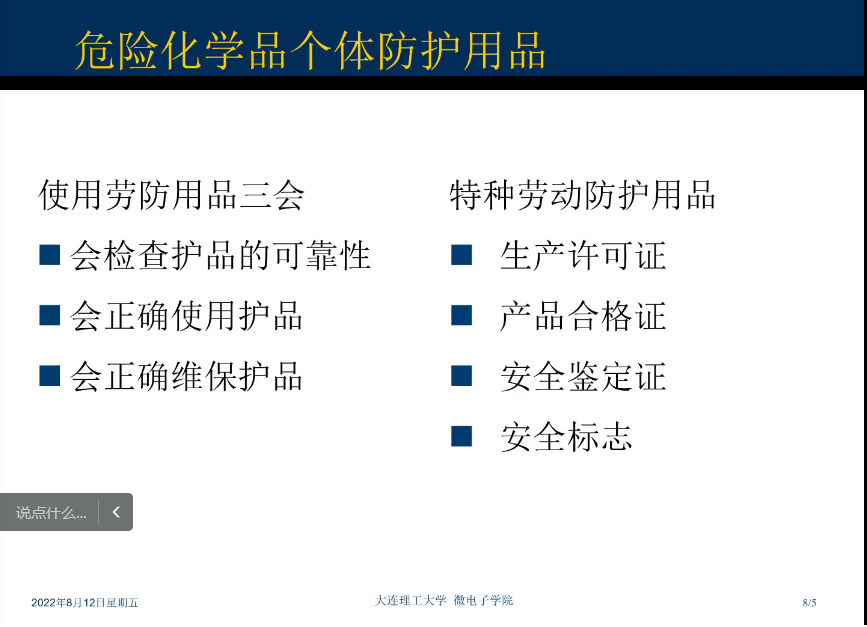 危险化学品个体防护用品
使用劳防用品三会
会检查护品的可靠性
会正确使用护品
会正确维保护品
特种劳动防护用品
生产许可证
产品合格证
安全鉴定证
安全标志
说点什么...
2022年8月12日星期五
大连理工大学 微电子学院
8/5